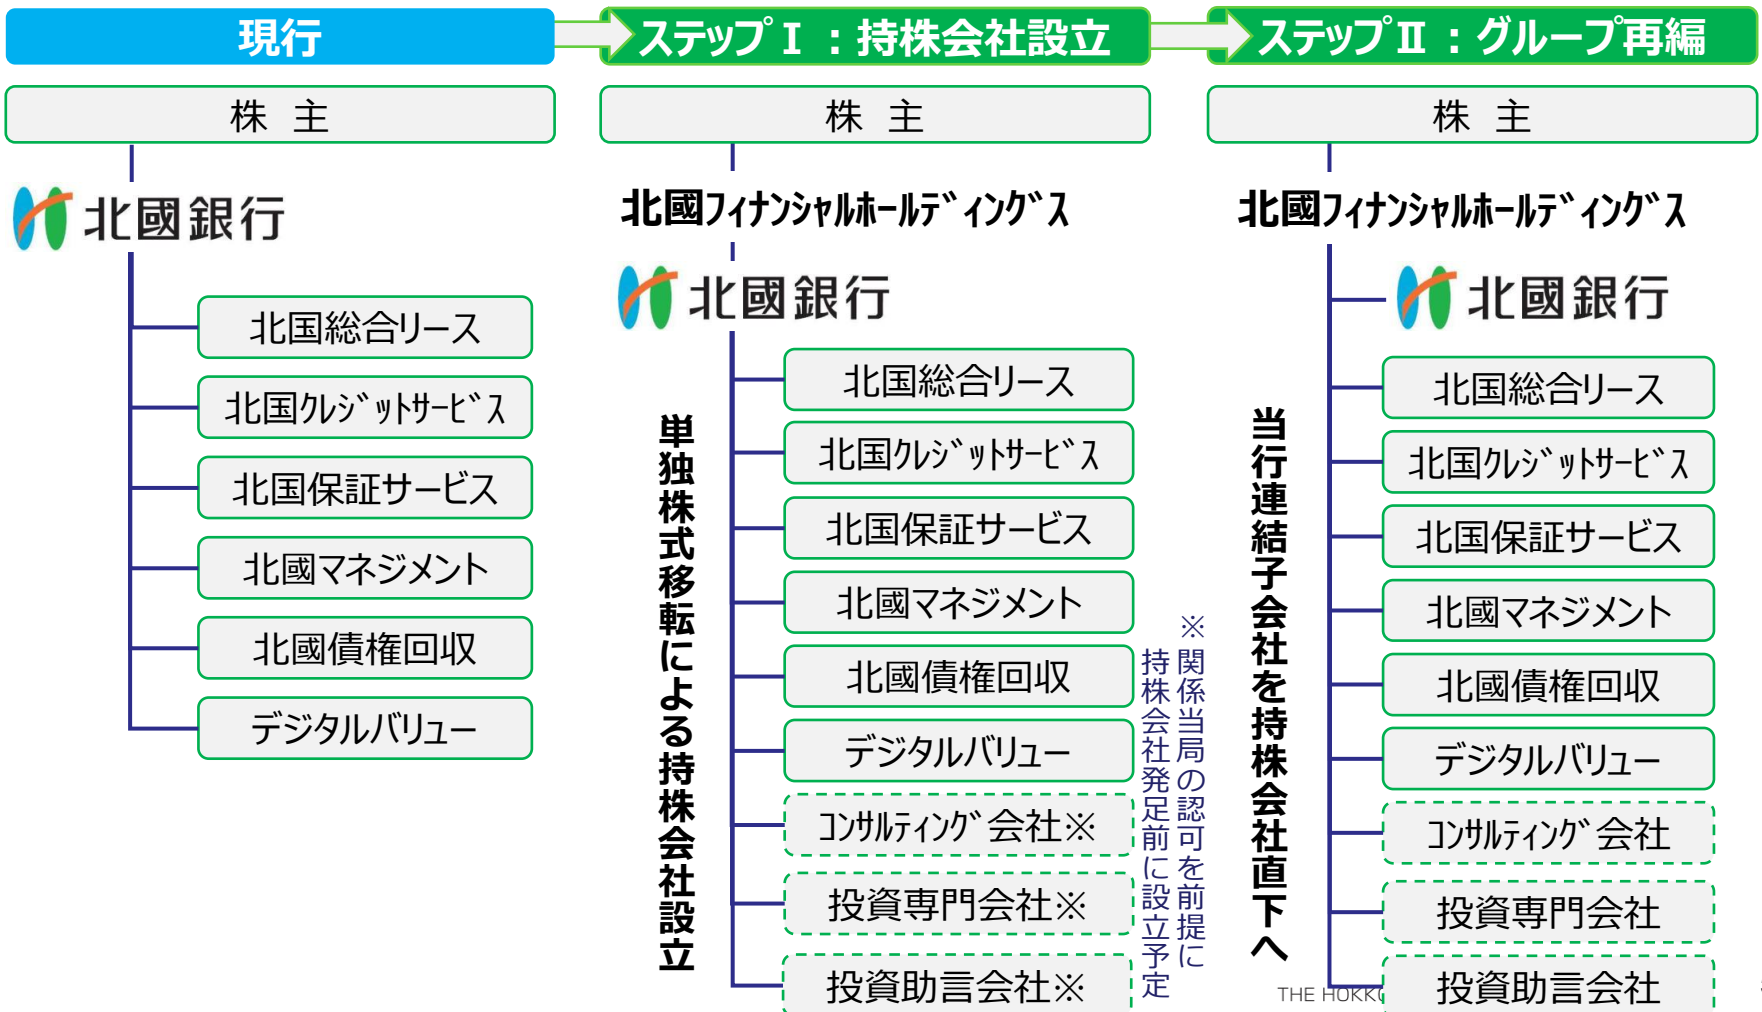 現行
ステップⅠ：持株会社設立
ステップⅡ：グループ再編
株 主
北國銀行
北国総合リース
北国ｸﾚｼﾞｯﾄｻｰﾋﾞｽ
北国保証サービス
北國マネジメント
北國債権回収
デジタルバリュー
株 主
北國ﾌｨﾅﾝｼｬﾙﾎｰﾙﾃﾞｨﾝｸﾞｽ
北國銀行
単独株式移転による持株会社設立
北国総合リース
北国ｸﾚｼﾞｯﾄｻｰﾋﾞｽ
北国保証サービス
北國マネジメント
北國債権回収
デジタルバリュー
ｺﾝｻﾙﾃｨﾝｸﾞ会社※
投資専門会社※
投資助言会社※
※関係当局の認可を前提に
持株会社発足前に設立予定
株 主
北國ﾌｨﾅﾝｼｬﾙﾎｰﾙﾃﾞｨﾝｸﾞｽ
北國銀行
当行連結子会社を持株会社直下へ
北国総合リース
北国ｸﾚｼﾞｯﾄｻｰﾋﾞｽ
北国保証サービス
北國マネジメント
北國債権回収
デジタルバリュー
ｺﾝｻﾙﾃｨﾝｸﾞ会社
投資専門会社
投資助言会社
THE